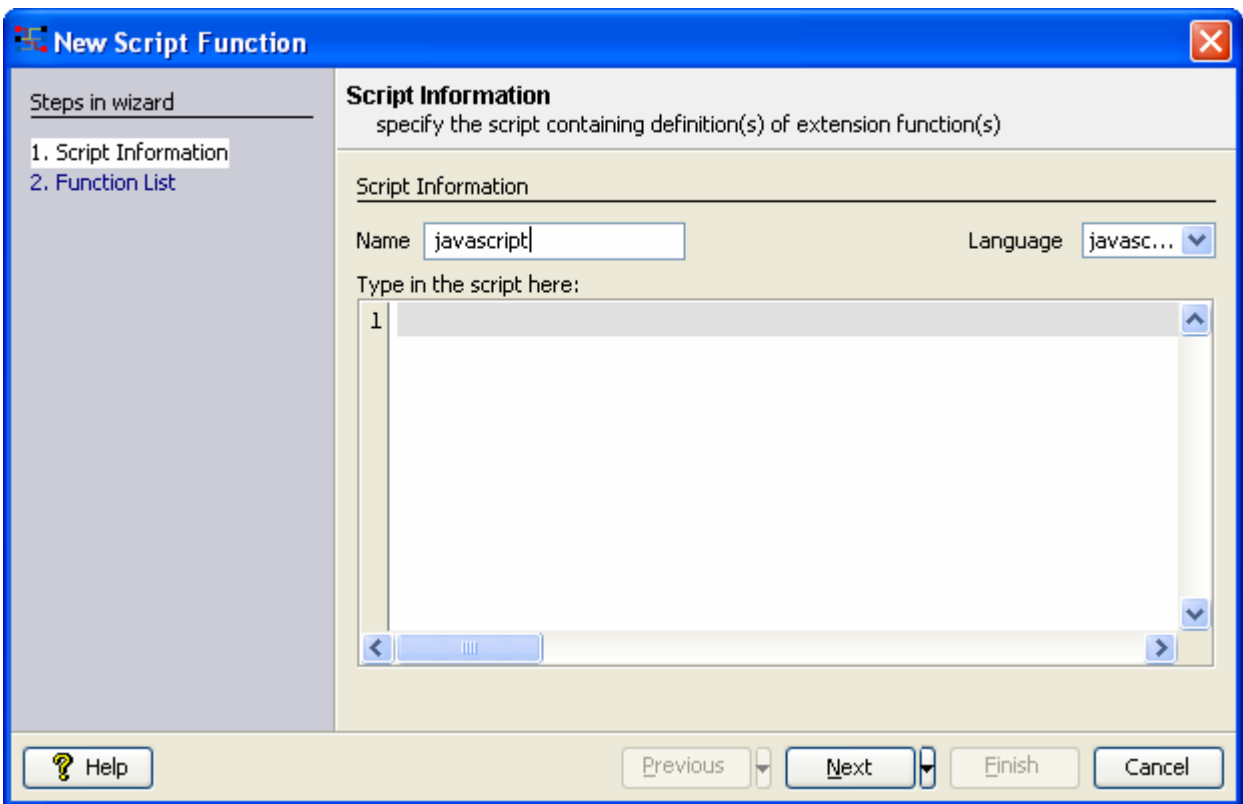 New Script Function
Steps in wizard
1. Script Information
2. Function List
Script Information
specify the script containing definition(s) of extension function(s)
Script Information
Name javascript Language javasc...
Type in the script here:
1
Help Previous Next Finish Cancel